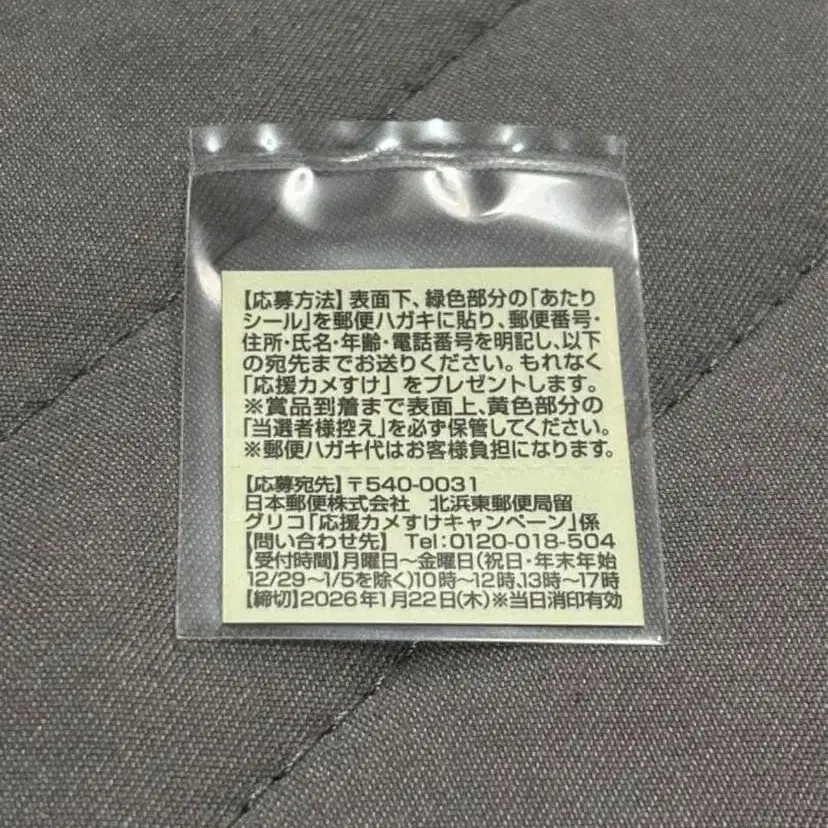 【応募方法】表面下、緑色部分の「あたり
シール」を郵便ハガキに貼り、郵便番号・
住所・氏名・年齢・電話番号を明記し、以下
の宛先までお送りください。もれなく
「応援カメすけ」をプレゼントします。
※賞品到着まで表面上、黄色部分の
「当選者様控え」を必ず保管してください。
※郵便ハガキ代はお客様負担になります。
【応募宛先】〒540-0031
日本郵便株式会社 北浜東郵便局留
グリコ「応援カメすけキャンペーン」係
【問い合わせ先】 Tel:0120-018-504
【受付時間】月曜日～金曜日(祝日・年末年始
12/29～1/5を除く)10時～12時、13時～17時
【締切】2026年1月22日(木)※当日消印有効